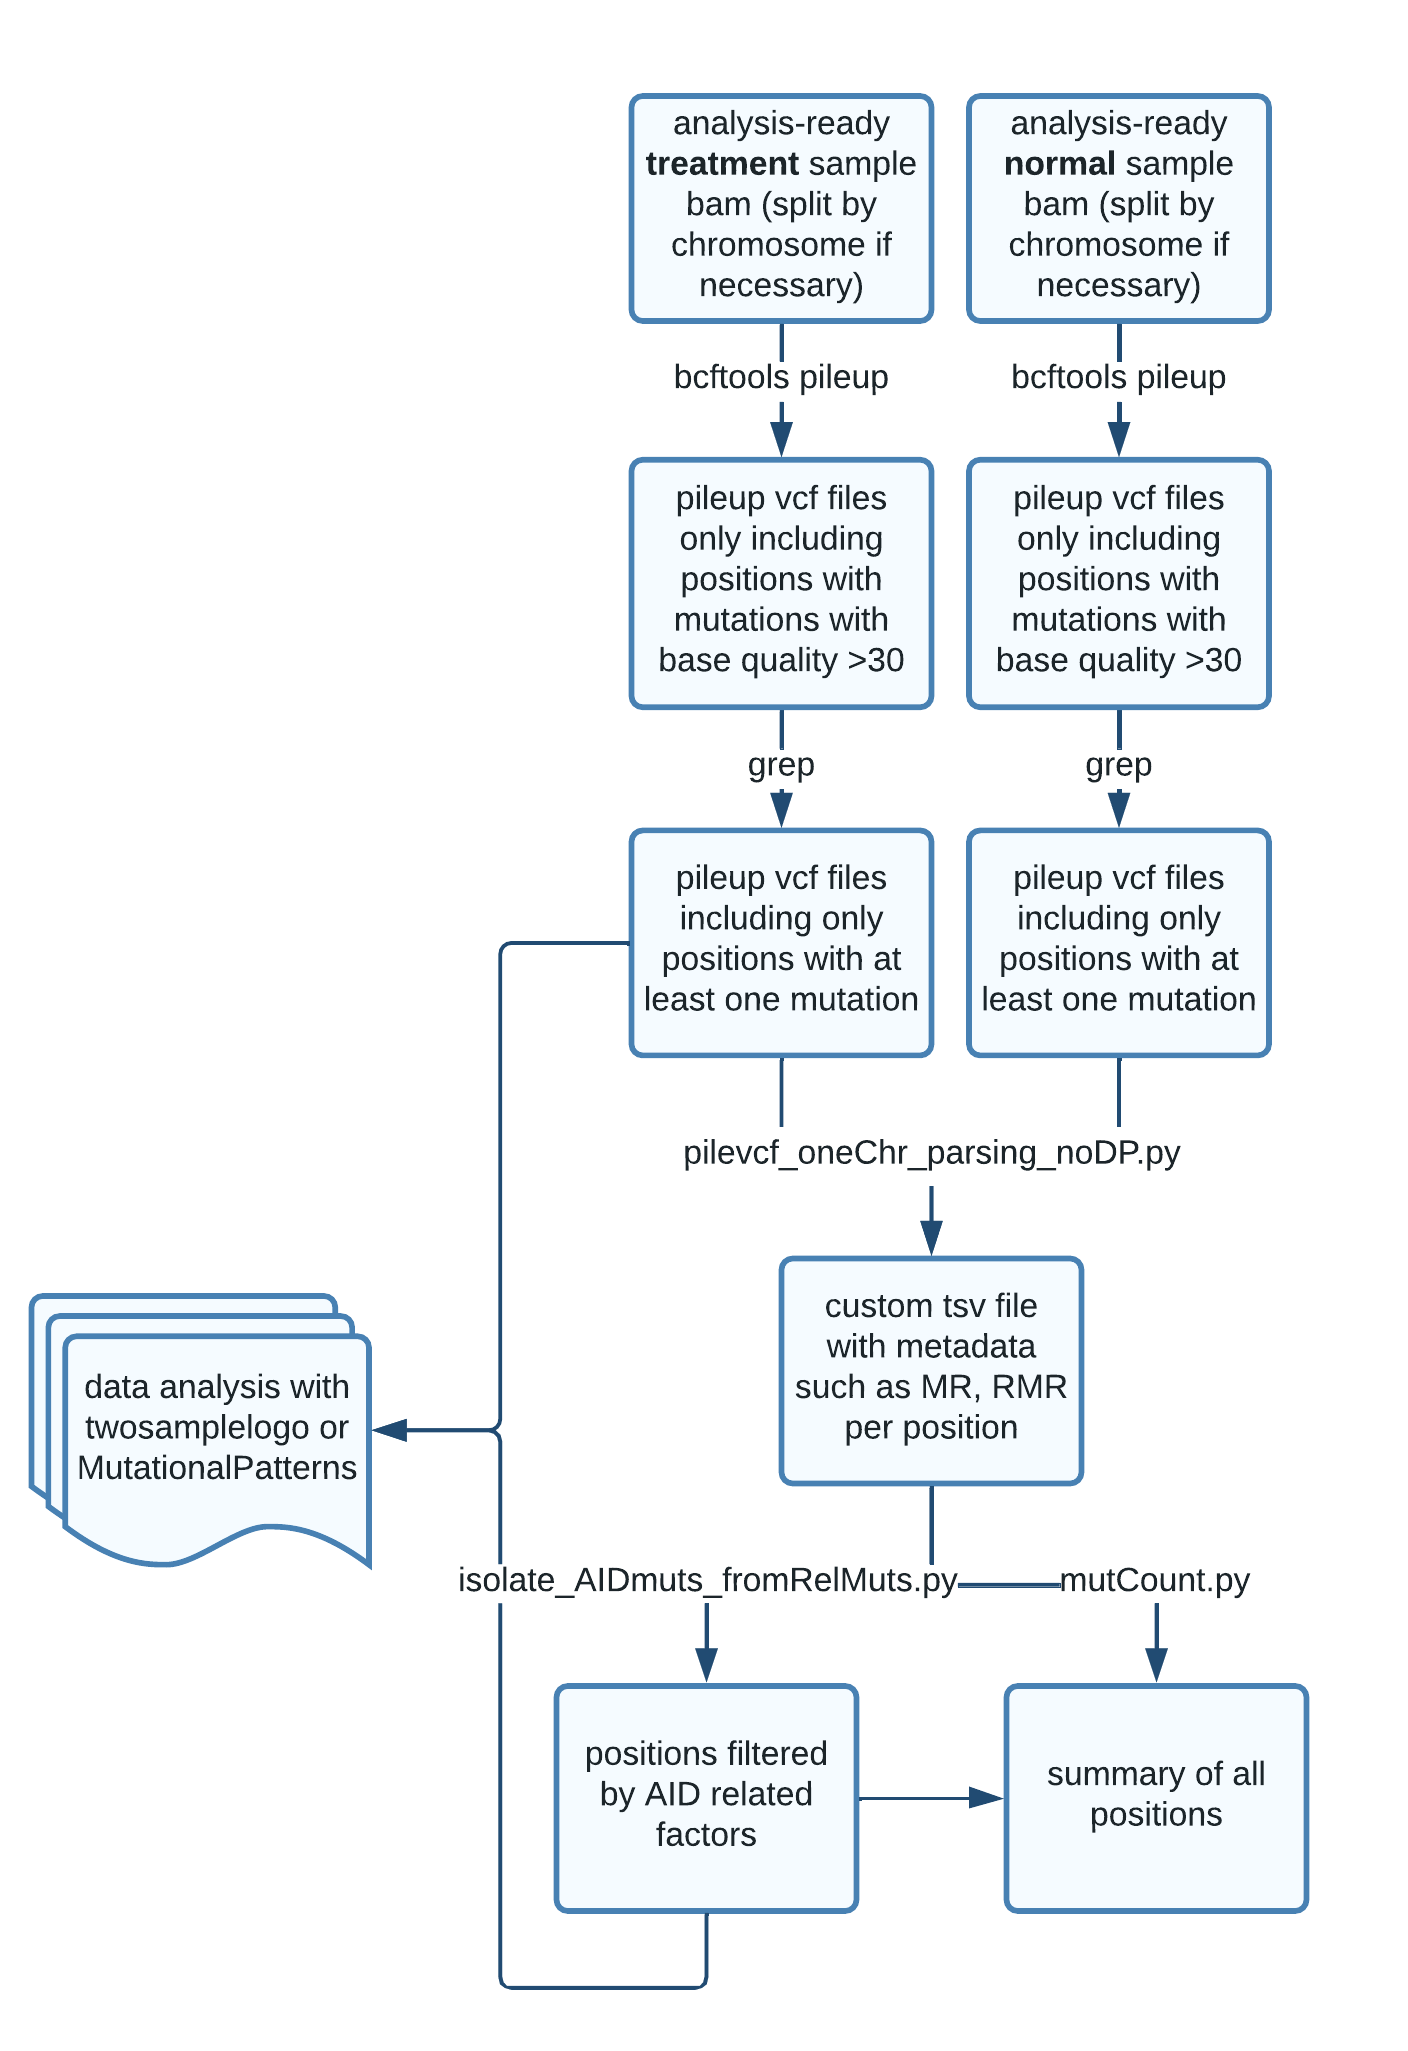 analysis-ready
treatment sample
bam (split by
chromosome if
necessary)
analysis-ready
normal sample
bam (split by
chromosome if
necessary)
bcftools pileup
bcftools pileup
pileup vcf files
only including
positions with
mutations with
base quality >30
pileup vcf files
only including
positions with
mutations with
base quality >30
grep
grep
pileup vcf files
including only
positions with at
least one mutation
pileup vcf files
including only
positions with at
least one mutation
pilevcf_oneChr_parsing_noDP.py
custom tsv file
with metadata
such as MR, RMR
per position
data analysis with
twosamplelogo or
MutationalPatterns
isolate_AIDmuts_fromRelMuts.py
mutCount.py
positions filtered
by AID related
factors
summary of all
positions